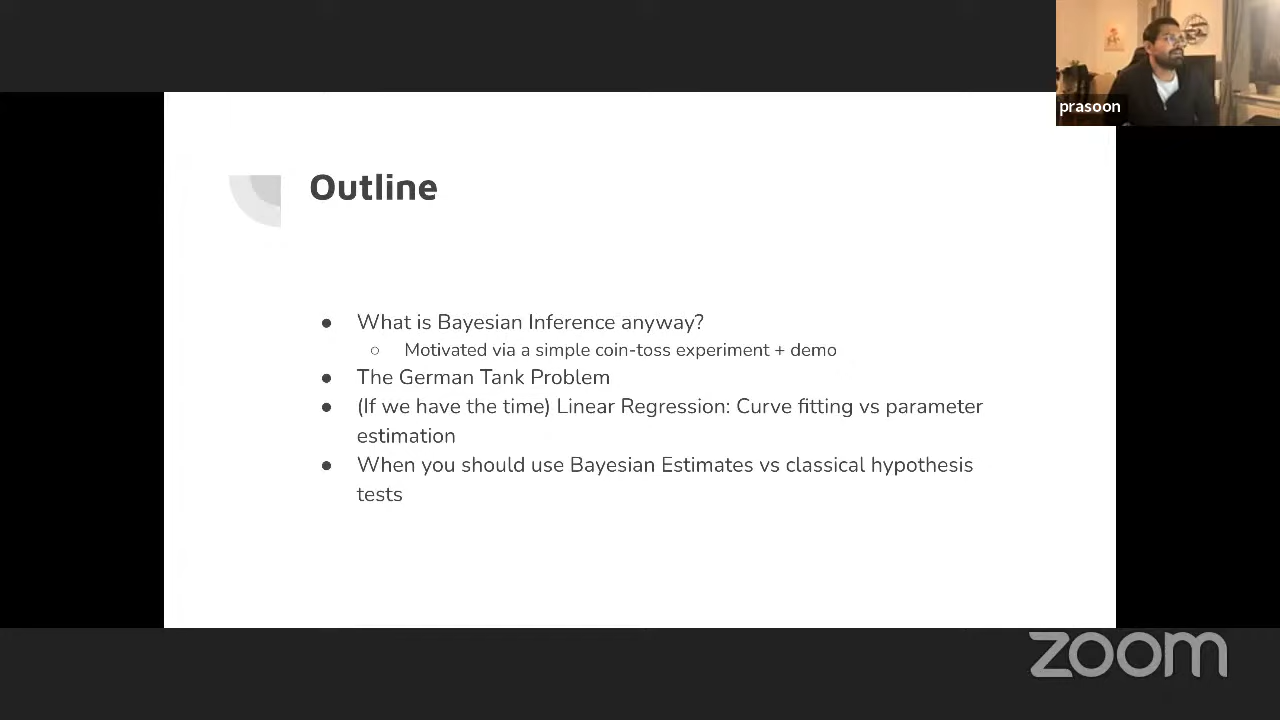 prasoon
Outline
● What is Bayesian Inference anyway?
○ Motivated via a simple coin-toss experiment + demo
● The German Tank Problem
● (If we have the time) Linear Regression: Curve fitting vs parameter
estimation
● When you should use Bayesian Estimates vs classical hypothesis
tests
zoom